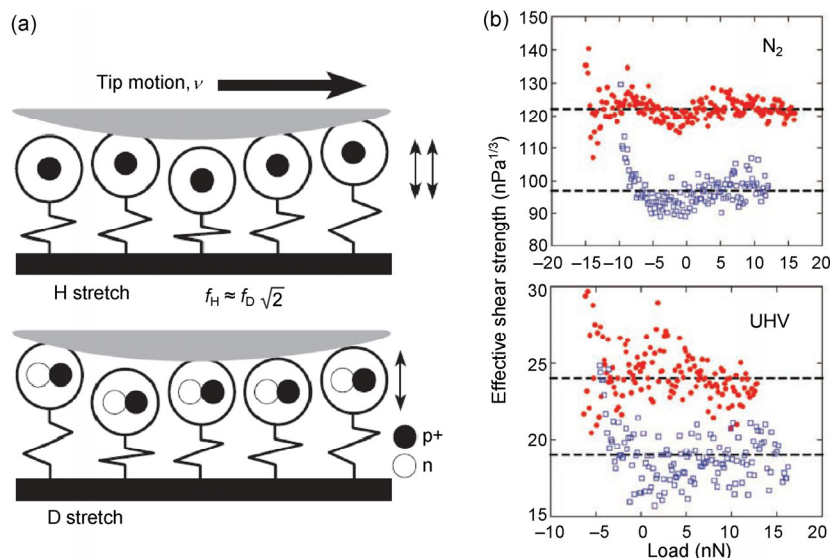 (a)
Tip motion, ν
H stretch
f_H ≈ f_D √2
p+
n
D stretch
(b)
Effective shear strength (nPa^1/3)
N₂
150
140
130
120
110
100
90
80
−20 −15 −10 −5 0 5 10 15 20
UHV
30
25
20
15
−10 −5 0 5 10 15 20
Load (nN)